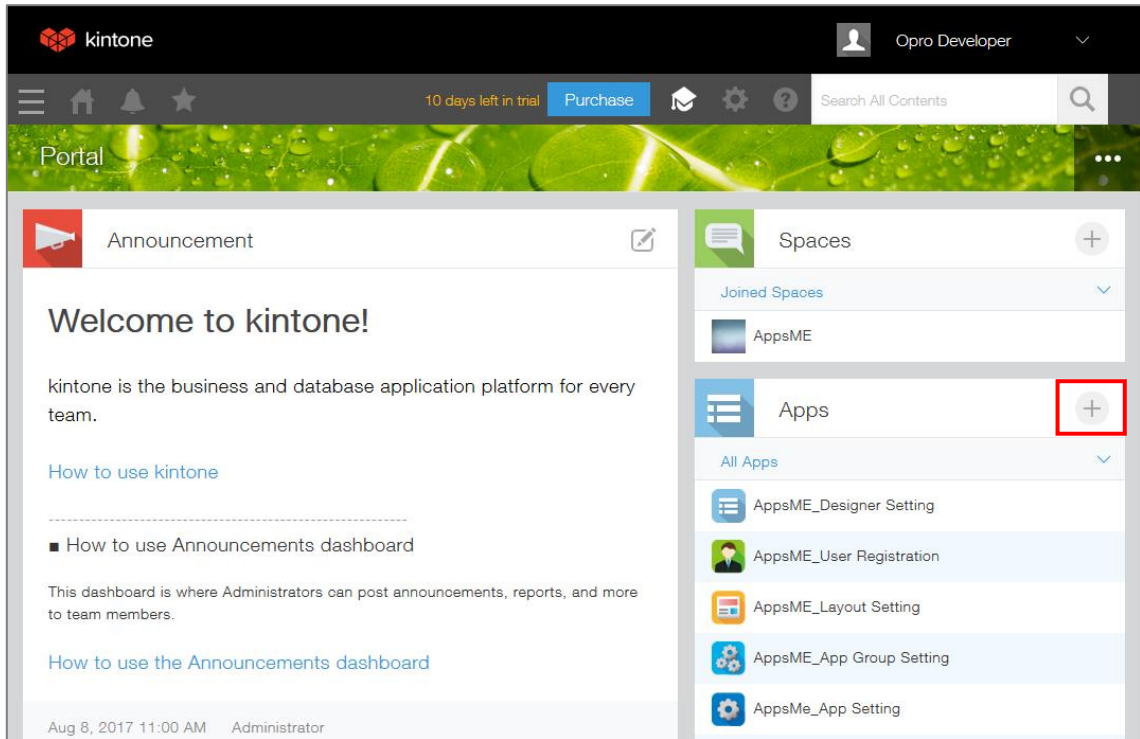 kintone
Opro Developer
10 days left in trial
Purchase
Search All Contents
Portal
Announcement
Welcome to kintone!
kintone is the business and database application platform for every
team.
How to use kintone
------------------------------------------------------------
■ How to use Announcements dashboard
This dashboard is where Administrators can post announcements, reports, and more
to team members.
How to use the Announcements dashboard
Aug 8, 2017 11:00 AM Administrator
Spaces
Joined Spaces
AppsME
Apps
All Apps
AppsME_Designer Setting
AppsME_User Registration
AppsME_Layout Setting
AppsME_App Group Setting
AppsMe_App Setting